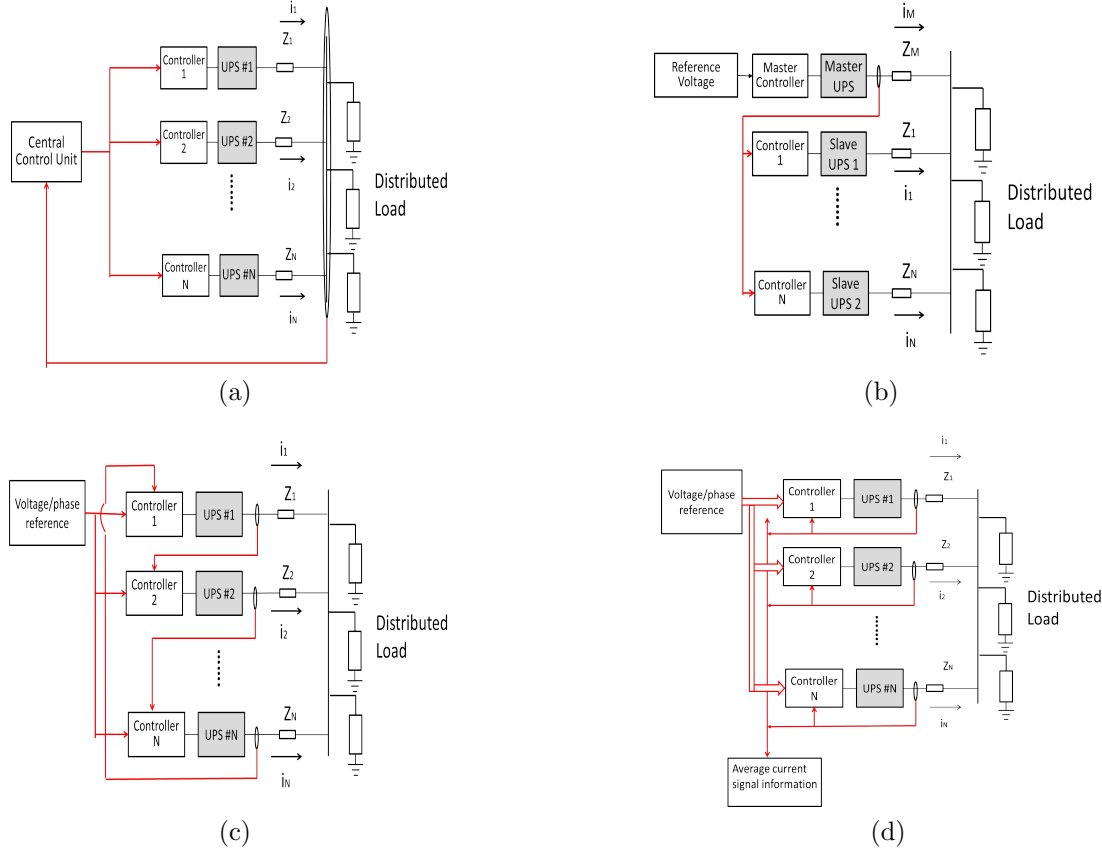 i1
Z1
Controller
1
UPS #1
Z2
Controller
2
UPS #2
i2
Central
Control Unit
Distributed
Load
ZN
Controller
N
UPS #N
iN
(a)
iM
ZM
Reference
Voltage
Master
Controller
Master
UPS
Z1
Controller
1
Slave
UPS 1
i1
Distributed
Load
ZN
Controller
N
Slave
UPS 2
iN
(b)
i1
Z1
Voltage/phase
reference
Controller
1
UPS #1
Z2
Controller
2
UPS #2
i2
Distributed
Load
ZN
Controller
N
UPS #N
iN
(c)
i1
Z1
Voltage/phase
reference
Controller
1
UPS #1
Z2
Controller
2
UPS #2
i2
Distributed
Load
ZN
Controller
N
UPS #N
iN
Average current
signal information
(d)